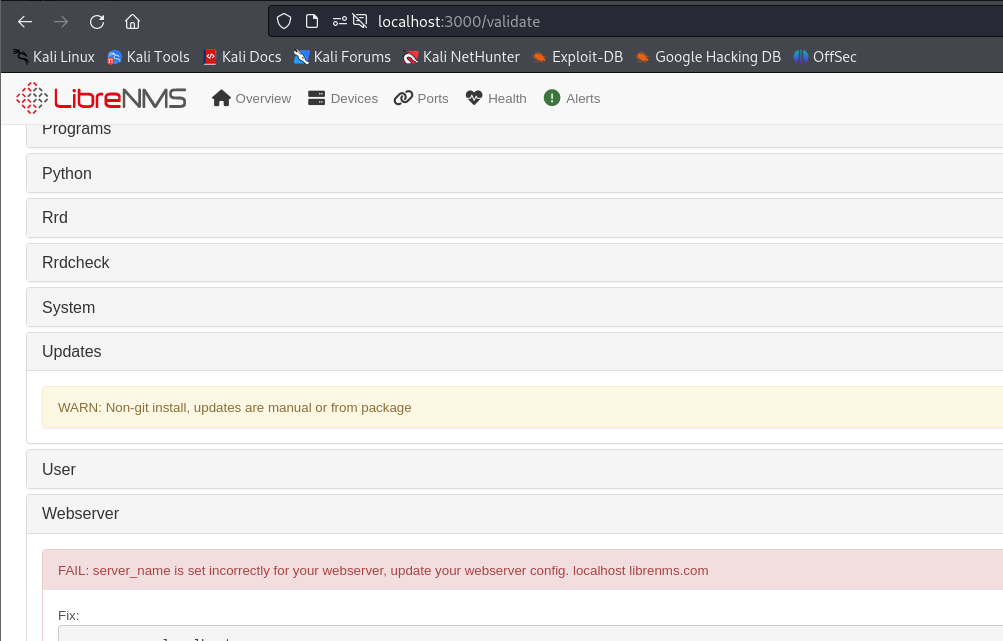 localhost:3000/validate
Kali Linux Kali Tools Kali Docs Kali Forums Kali NetHunter Exploit-DB Google Hacking DB OffSec
LibreNMS Overview Devices Ports Health Alerts
Programs
Python
Rrd
Rrdcheck
System
Updates
WARN: Non-git install, updates are manual or from package
User
Webserver
FAIL: server_name is set incorrectly for your webserver, update your webserver config. localhost librenms.com
Fix: